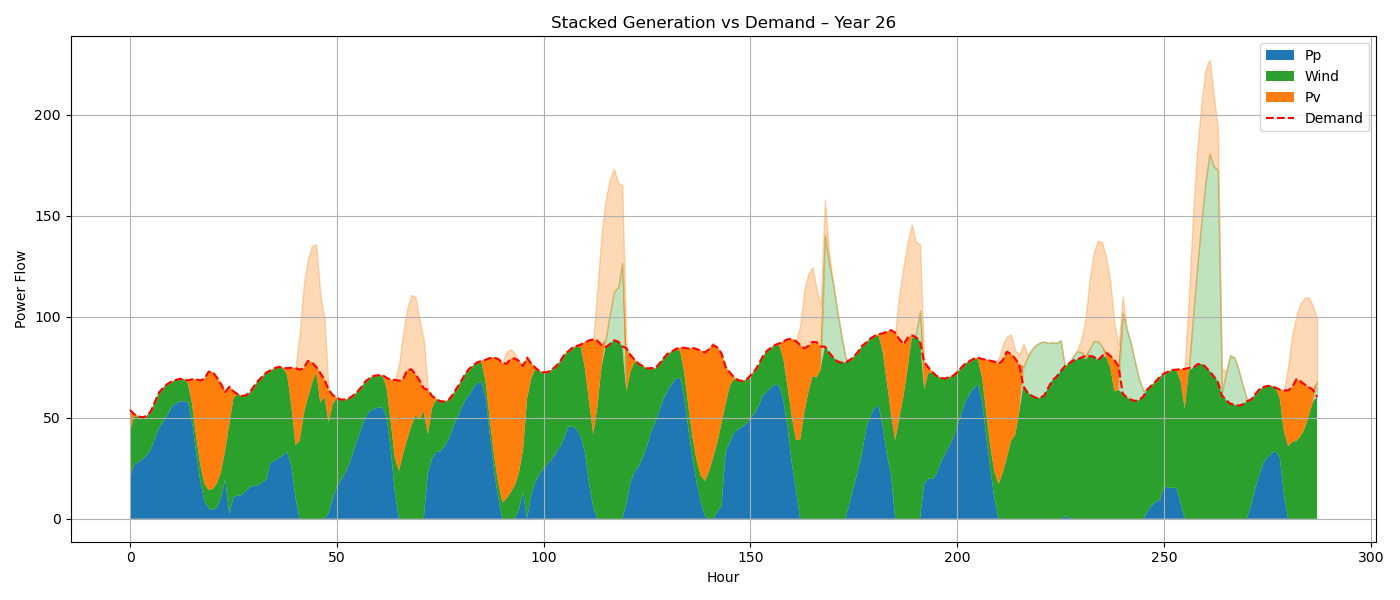 Stacked Generation vs Demand – Year 26
Pp
Wind
Pv
Demand
Power Flow
200
150
100
50
0
0 50 100 150 200 250 300
Hour